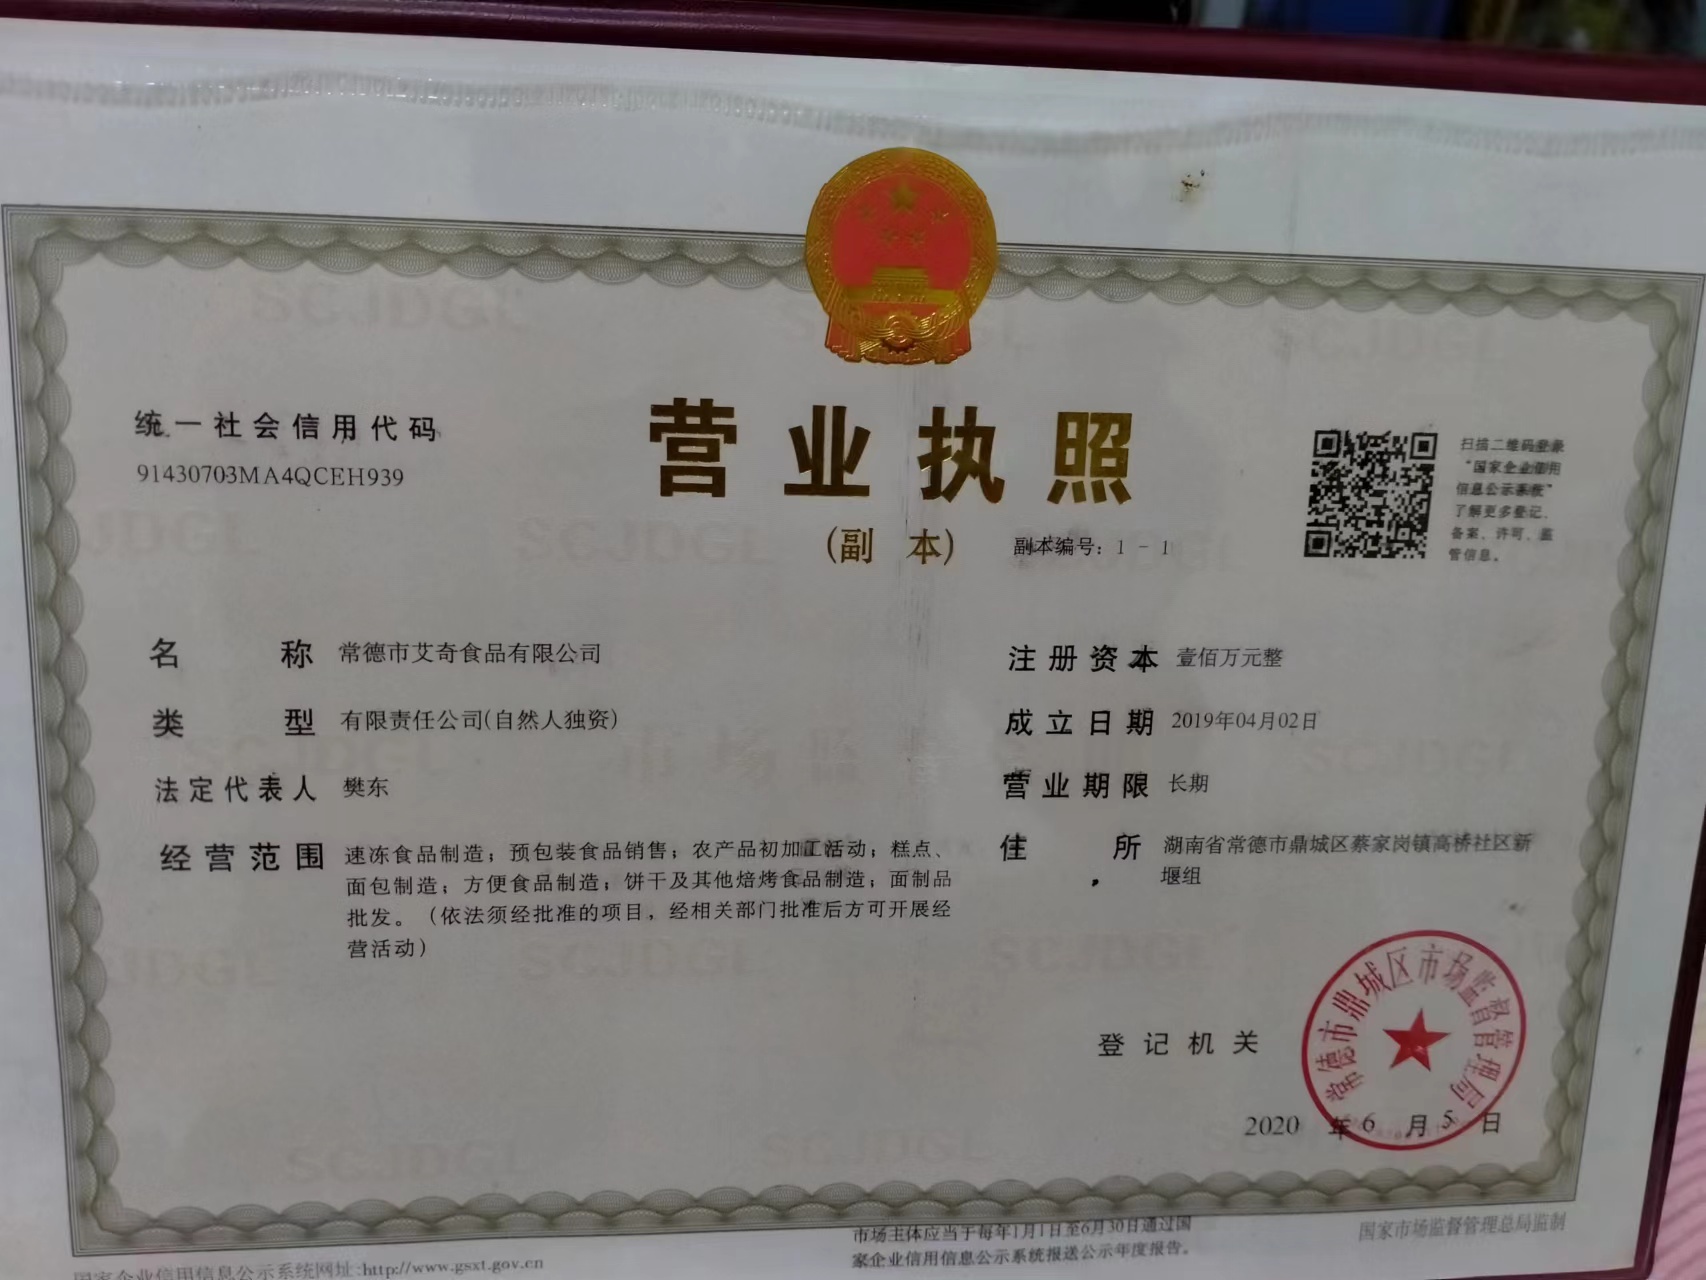 统一社会信用代码
91430703MA4QCEH939
营业执照
(副 本)
副本编号：1－1
扫描二维码登录
“国家企业信用
信息公示系统”
了解更多登记、
备案、许可、监
管信息。
名 称 常德市艾奇食品有限公司
类 型 有限责任公司(自然人独资)
法定代表人 樊东
经营范围 速冻食品制造；预包装食品销售；农产品初加工活动；糕点、
面包制造；方便食品制造；饼干及其他焙烤食品制造；面制品
批发。（依法须经批准的项目，经相关部门批准后方可开展经
营活动）
注册资本 壹佰万元整
成立日期 2019年04月02日
营业期限 长期
住 所 湖南省常德市鼎城区蔡家岗镇高桥社区新
堰组
登记机关
常德市鼎城区市场监督管理局
2020 年 6 月 5 日
国家企业信用信息公示系统网址:http://www.gsxt.gov.cn
市场主体应当于每年1月1日至6月30日通过国
家企业信用信息公示系统报送公示年度报告。
国家市场监督管理总局监制
SCJDGL